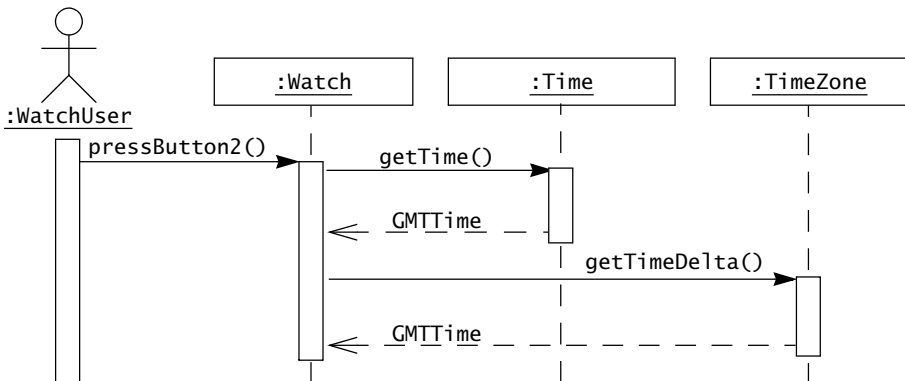 :WatchUser
:Watch
:Time
:TimeZone
pressButton2()
getTime()
GMTTime
getTimeDelta()
GMTTime